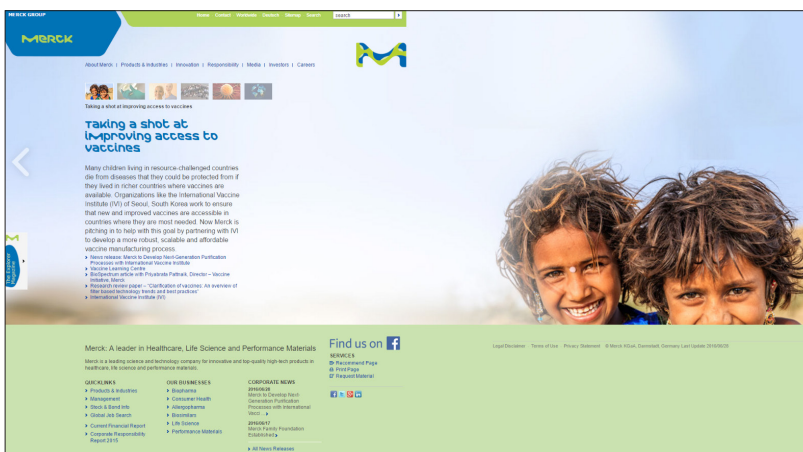 MERCK GROUP
Home Contact Worldwide Deutsch Sitemap Search
search
MERCK
About Merck | Products & Industries | Innovation | Responsibility | Media | Investors | Careers
Taking a shot at improving access to vaccines
Taking a shot at
improving access to
vaccines
Many children living in resource-challenged countries
die from diseases that they could be protected from if
they lived in richer countries where vaccines are
available. Organizations like the International Vaccine
Institute (IVI) of Seoul, South Korea work to ensure
that new and improved vaccines are accessible in
countries where they are most needed. Now Merck is
pitching in to help with this goal by partnering with IVI
to develop a more robust, scalable and affordable
vaccine manufacturing process.
News release: Merck to Develop Next-Generation Purification
Processes with International Vaccine Institute
Vaccine Learning Centre
BioSpectrum article with Priyabrata Pattnaik, Director – Vaccine
Initiative, Merck
Research review paper – "Clarification of vaccines: An overview of
filter based technology trends and best practices"
International Vaccine Institute (IVI)
The Explorer
Magazine
Merck: A leader in Healthcare, Life Science and Performance Materials
Merck is a leading science and technology company for innovative and top-quality high-tech products in
healthcare, life science and performance materials.
QUICKLINKS
Products & Industries
Management
Stock & Bond Info
Global Job Search
Current Financial Report
Corporate Responsibility
Report 2015
OUR BUSINESSES
Biopharma
Consumer Health
Allergopharma
Biosimilars
Life Science
Performance Materials
CORPORATE NEWS
2016/06/28
Merck to Develop Next-
Generation Purification
Processes with International
Vacci ...
2016/06/17
Merck Family Foundation
Established
All News Releases
Find us on f
SERVICES
Recommend Page
Print Page
Request Material
Legal Disclaimer Terms of Use Privacy Statement © Merck KGaA, Darmstadt, Germany Last Update 2016/06/28